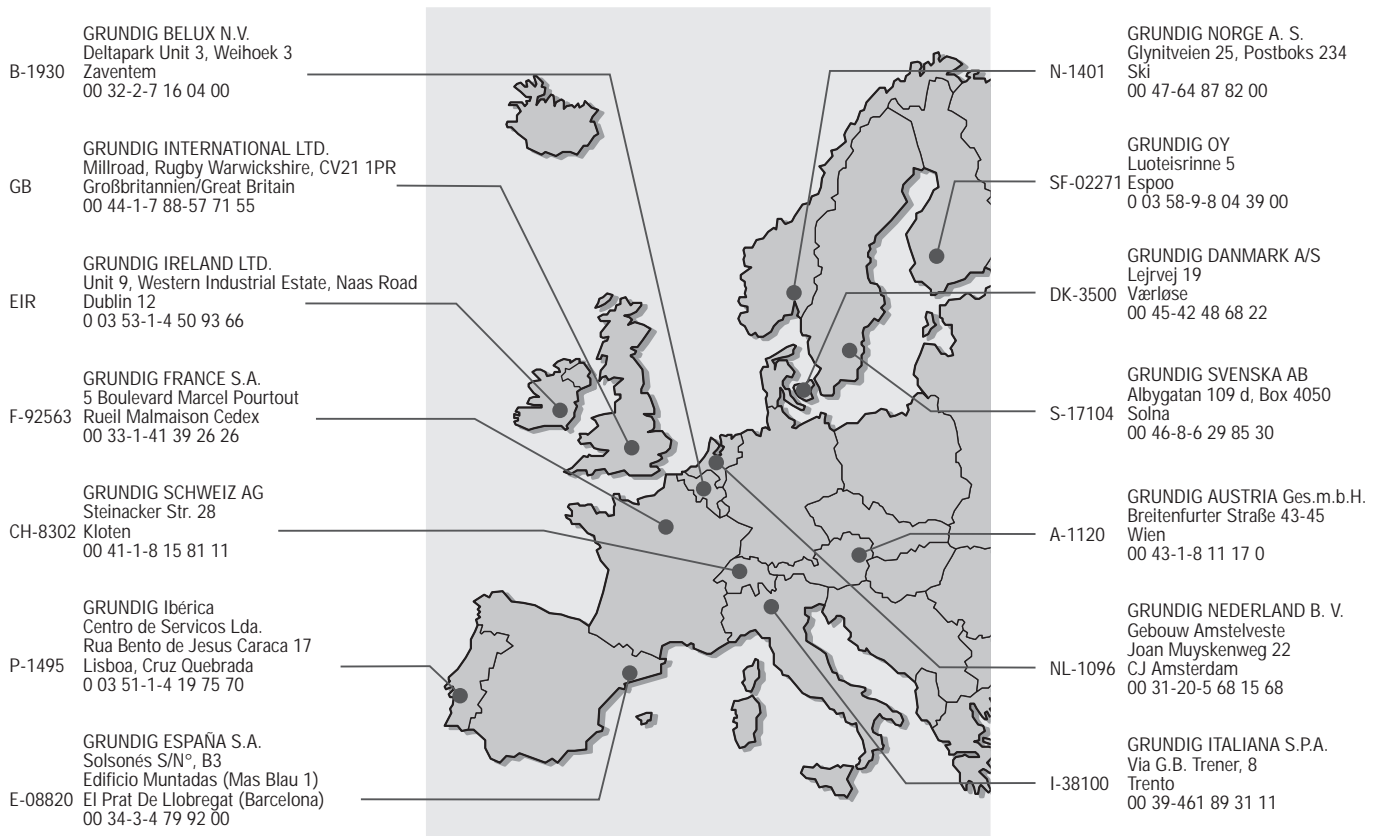 GRUNDIG BELUX N.V.
Deltapark Unit 3, Weihoek 3
B-1930 Zaventem
00 32-2-7 16 04 00
GRUNDIG INTERNATIONAL LTD.
Millroad, Rugby Warwickshire, CV21 1PR
GB Großbritannien/Great Britain
00 44-1-7 88-57 71 55
GRUNDIG IRELAND LTD.
Unit 9, Western Industrial Estate, Naas Road
EIR Dublin 12
0 03 53-1-4 50 93 66
GRUNDIG FRANCE S.A.
5 Boulevard Marcel Pourtout
F-92563 Rueil Malmaison Cedex
00 33-1-41 39 26 26
GRUNDIG SCHWEIZ AG
Steinacker Str. 28
CH-8302 Kloten
00 41-1-8 15 81 11
GRUNDIG Ibérica
Centro de Servicos Lda.
Rua Bento de Jesus Caraca 17
P-1495 Lisboa, Cruz Quebrada
0 03 51-1-4 19 75 70
GRUNDIG ESPAÑA S.A.
Solsonés S/N°, B3
Edificio Muntadas (Mas Blau 1)
E-08820 El Prat De Llobregat (Barcelona)
00 34-3-4 79 92 00
GRUNDIG NORGE A. S.
Glynitveien 25, Postboks 234
N-1401 Ski
00 47-64 87 82 00
GRUNDIG OY
Luoteisrinne 5
SF-02271 Espoo
0 03 58-9-8 04 39 00
GRUNDIG DANMARK A/S
Lejrvej 19
DK-3500 Værløse
00 45-42 48 68 22
GRUNDIG SVENSKA AB
Albygatan 109 d, Box 4050
S-17104 Solna
00 46-8-6 29 85 30
GRUNDIG AUSTRIA Ges.m.b.H.
Breitenfurter Straße 43-45
A-1120 Wien
00 43-1-8 11 17 0
GRUNDIG NEDERLAND B. V.
Gebouw Amstelveste
Joan Muyskenweg 22
NL-1096 CJ Amsterdam
00 31-20-5 68 15 68
GRUNDIG ITALIANA S.P.A.
Via G.B. Trener, 8
I-38100 Trento
00 39-461 89 31 11